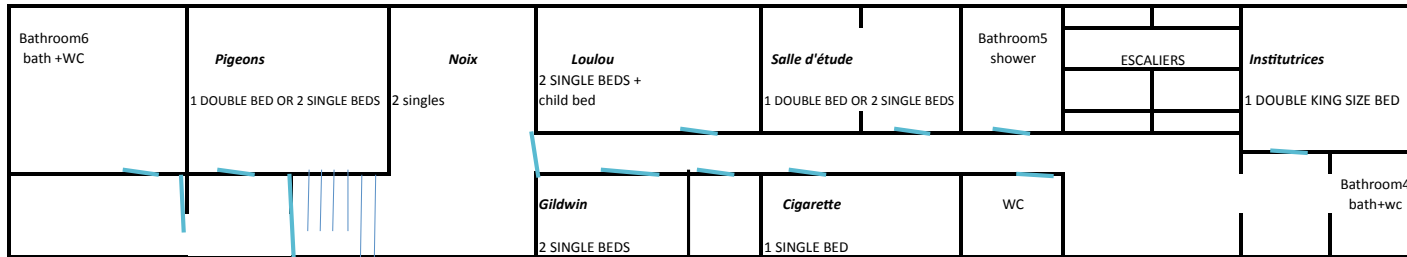 Bathroom6
bath +WC
Pigeons
1 DOUBLE BED OR 2 SINGLE BEDS
Noix
2 singles
Loulou
2 SINGLE BEDS +
child bed
Salle d'étude
1 DOUBLE BED OR 2 SINGLE BEDS
Bathroom5
shower
ESCALIERS
Institutrices
1 DOUBLE KING SIZE BED
Gildwin
2 SINGLE BEDS
Cigarette
1 SINGLE BED
WC
Bathroom4
bath+wc